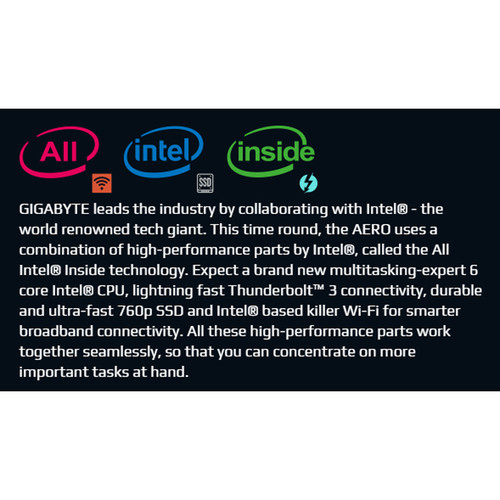 All intel inside
SSD
GIGABYTE leads the industry by collaborating with Intel® - the
world renowned tech giant. This time round, the AERO uses a
combination of high-performance parts by Intel®, called the All
Intel® Inside technology. Expect a brand new multitasking-expert 6
core Intel® CPU, lightning fast Thunderbolt™ 3 connectivity, durable
and ultra-fast 760p SSD and Intel® based killer Wi-Fi for smarter
broadband connectivity. All these high-performance parts work
together seamlessly, so that you can concentrate on more
important tasks at hand.